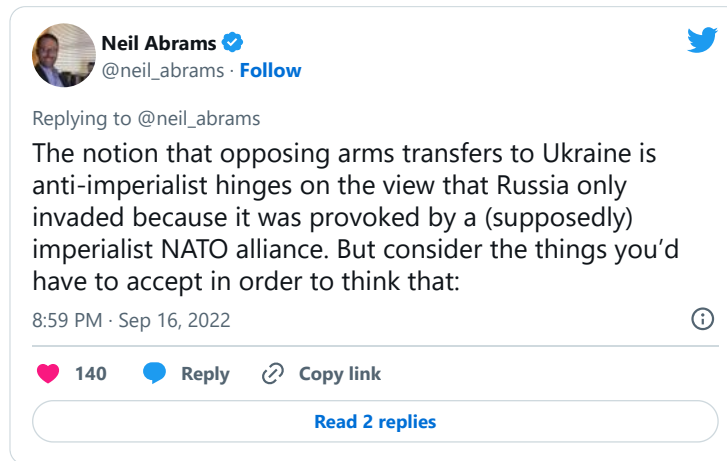 Neil Abrams
@neil_abrams · Follow
Replying to @neil_abrams
The notion that opposing arms transfers to Ukraine is
anti-imperialist hinges on the view that Russia only
invaded because it was provoked by a (supposedly)
imperialist NATO alliance. But consider the things you’d
have to accept in order to think that:
8:59 PM · Sep 16, 2022
140 Reply Copy link
Read 2 replies